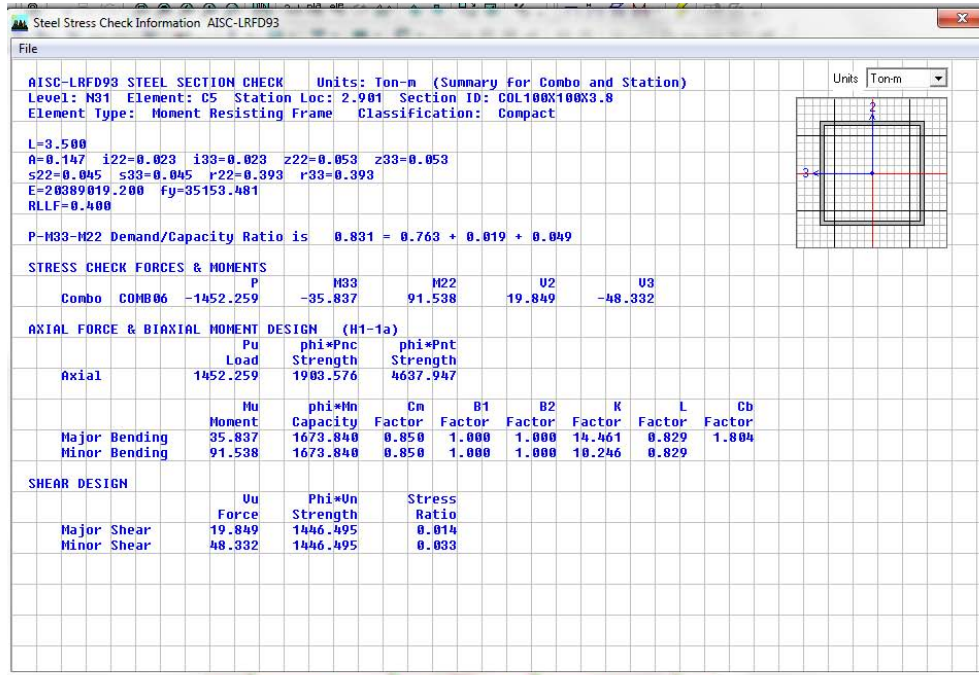 Steel Stress Check Information AISC-LRFD93
File
Units Ton-m
AISC-LRFD93 STEEL SECTION CHECK Units: Ton-m (Summary for Combo and Station)
Level: N31 Element: C5 Station Loc: 2.901 Section ID: COL100X100X3.8
Element Type: Moment Resisting Frame Classification: Compact
L=3.500
A=0.147 i22=0.023 i33=0.023 z22=0.053 z33=0.053
s22=0.045 s33=0.045 r22=0.393 r33=0.393
E=20389019.200 fy=35153.481
RLLF=0.400
P-M33-M22 Demand/Capacity Ratio is 0.831 = 0.763 + 0.019 + 0.049
STRESS CHECK FORCES & MOMENTS
P M33 M22 V2 V3
Combo COMB06 -1452.259 -35.837 91.538 19.849 -48.332
AXIAL FORCE & BIAXIAL MOMENT DESIGN (H1-1a)
Pu phi*Pnc phi*Pnt
Load Strength Strength
Axial 1452.259 1903.576 4637.947
Mu phi*Mn Cm B1 B2 K L Cb
Moment Capacity Factor Factor Factor Factor Factor Factor
Major Bending 35.837 1673.840 0.850 1.000 1.000 14.461 0.829 1.804
Minor Bending 91.538 1673.840 0.850 1.000 1.000 10.246 0.829
SHEAR DESIGN
Vu Phi*Vn Stress
Force Strength Ratio
Major Shear 19.849 1446.495 0.014
Minor Shear 48.332 1446.495 0.033
2
3